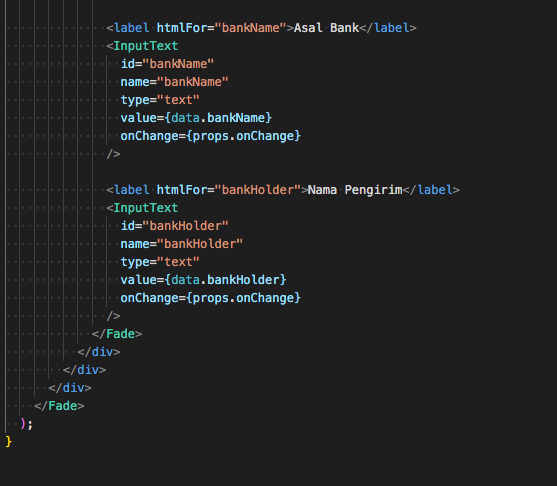 <label htmlFor="bankName">Asal Bank</label>
<InputText
id="bankName"
name="bankName"
type="text"
value={data.bankName}
onChange={props.onChange}
/>
<label htmlFor="bankHolder">Nama Pengirim</label>
<InputText
id="bankHolder"
name="bankHolder"
type="text"
value={data.bankHolder}
onChange={props.onChange}
/>
</Fade>
</div>
</div>
</div>
</Fade>
);
}